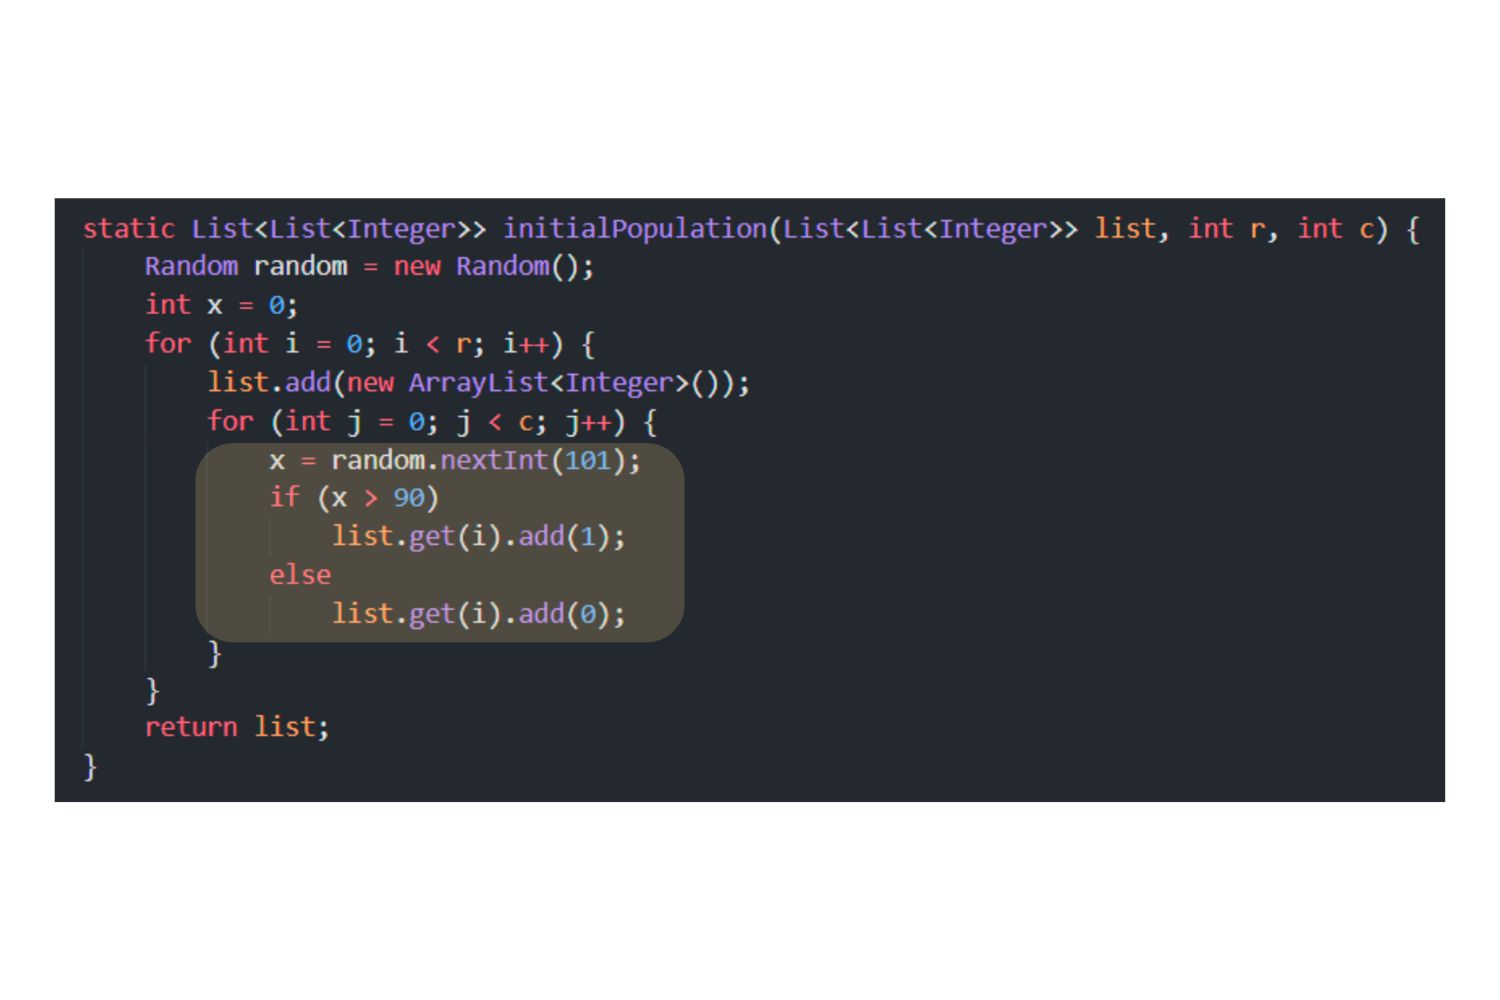 static List<List<Integer>> initialPopulation(List<List<Integer>> list, int r, int c) {
Random random = new Random();
int x = 0;
for (int i = 0; i < r; i++) {
list.add(new ArrayList<Integer>());
for (int j = 0; j < c; j++) {
x = random.nextInt(101);
if (x > 90)
list.get(i).add(1);
else
list.get(i).add(0);
}
}
return list;
}